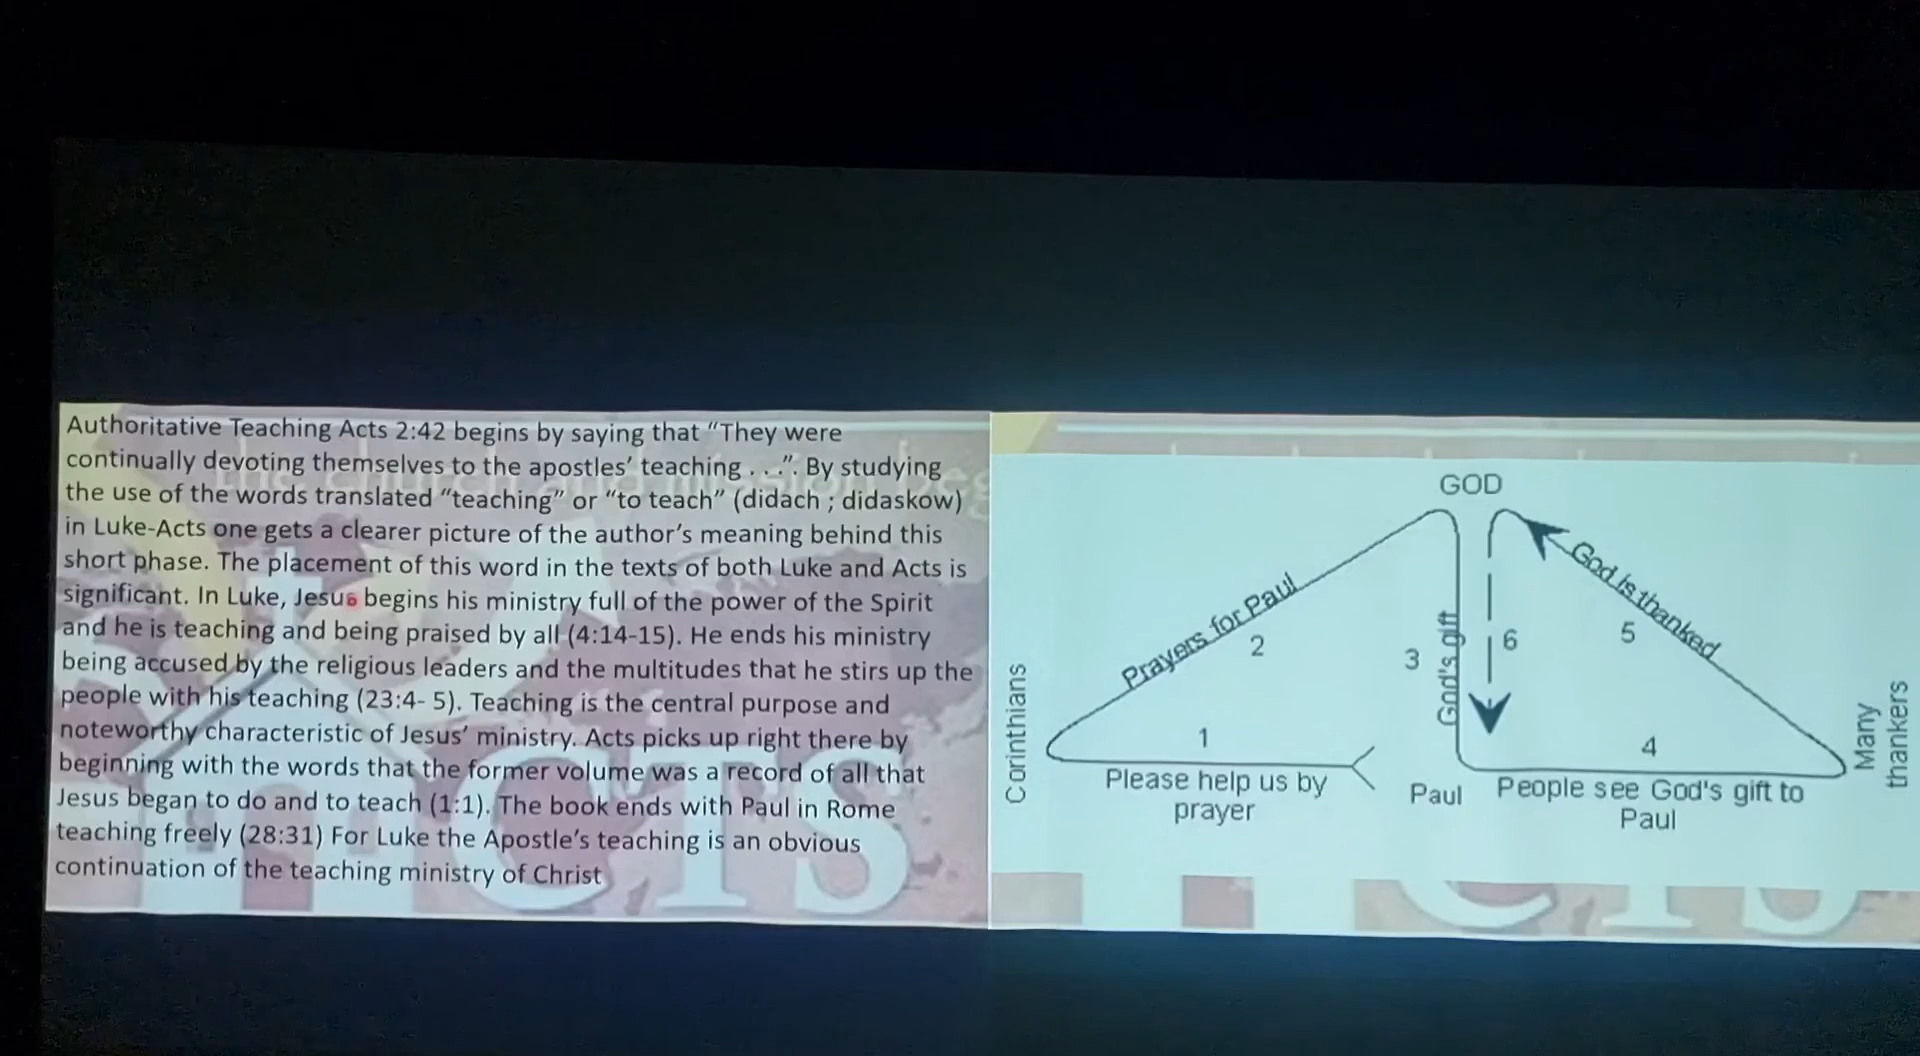 Authoritative Teaching Acts 2:42 begins by saying that “They were
continually devoting themselves to the apostles’ teaching . . .”. By studying
the use of the words translated “teaching” or “to teach” (didach ; didaskow)
in Luke-Acts one gets a clearer picture of the author’s meaning behind this
short phase. The placement of this word in the texts of both Luke and Acts is
significant. In Luke, Jesus begins his ministry full of the power of the Spirit
and he is teaching and being praised by all (4:14-15). He ends his ministry
being accused by the religious leaders and the multitudes that he stirs up the
people with his teaching (23:4- 5). Teaching is the central purpose and
noteworthy characteristic of Jesus’ ministry. Acts picks up right there by
beginning with the words that the former volume was a record of all that
Jesus began to do and to teach (1:1). The book ends with Paul in Rome
teaching freely (28:31) For Luke the Apostle’s teaching is an obvious
continuation of the teaching ministry of Christ
GOD
Corinthians
Prayers for Paul
2
1
Please help us by
prayer
3
God's gift
Paul
6
God is thanked
5
4
People see God's gift to
Paul
Many
thankers